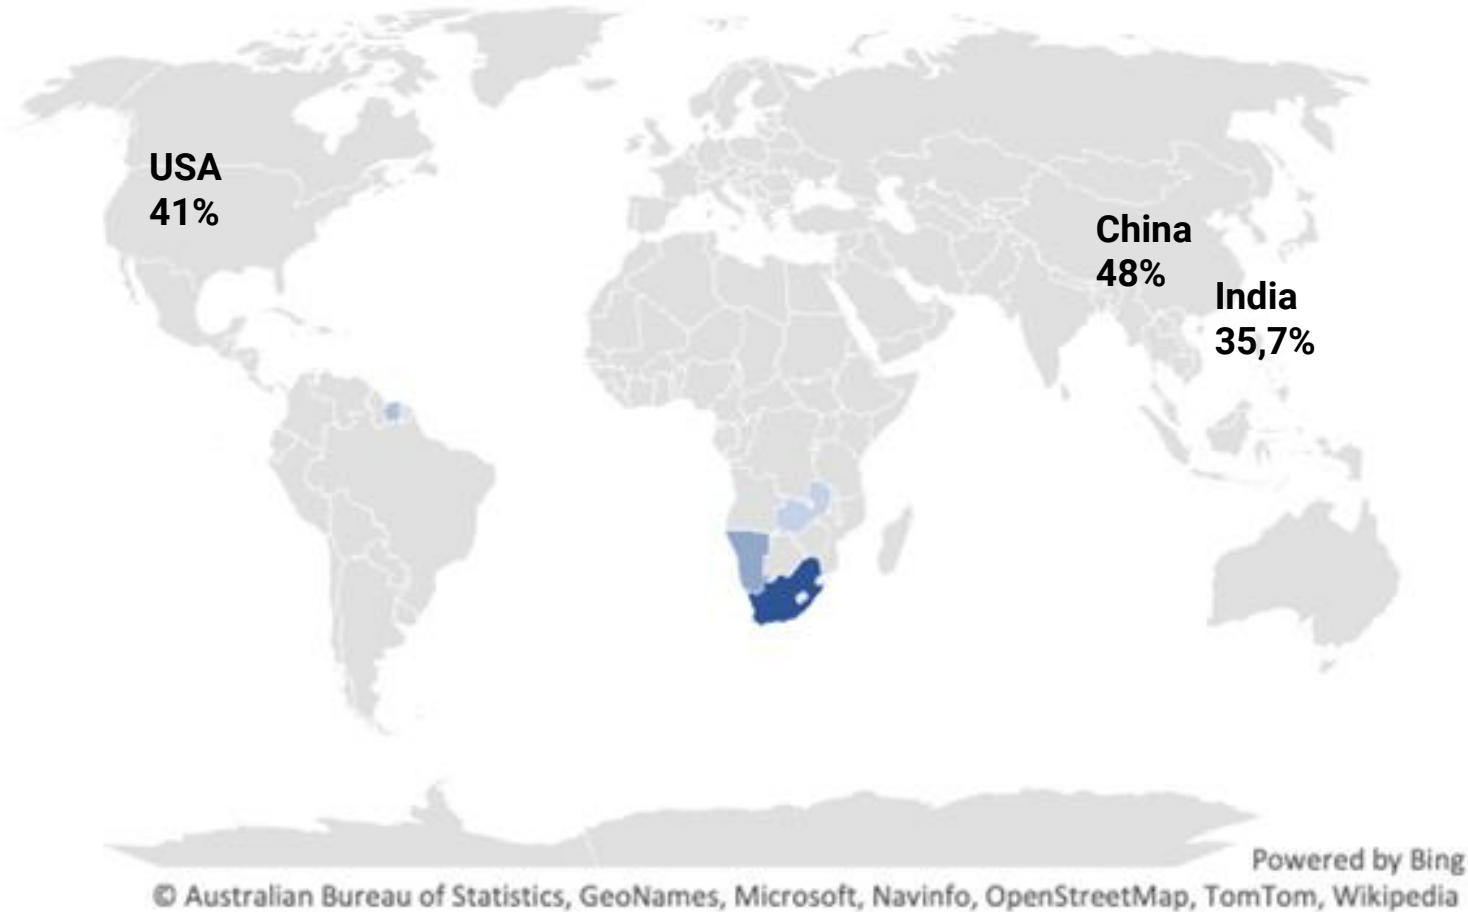 USA
41%
China
48%
India
35,7%
Powered by Bing
© Australian Bureau of Statistics, GeoNames, Microsoft, Navinfo, OpenStreetMap, TomTom, Wikipedia